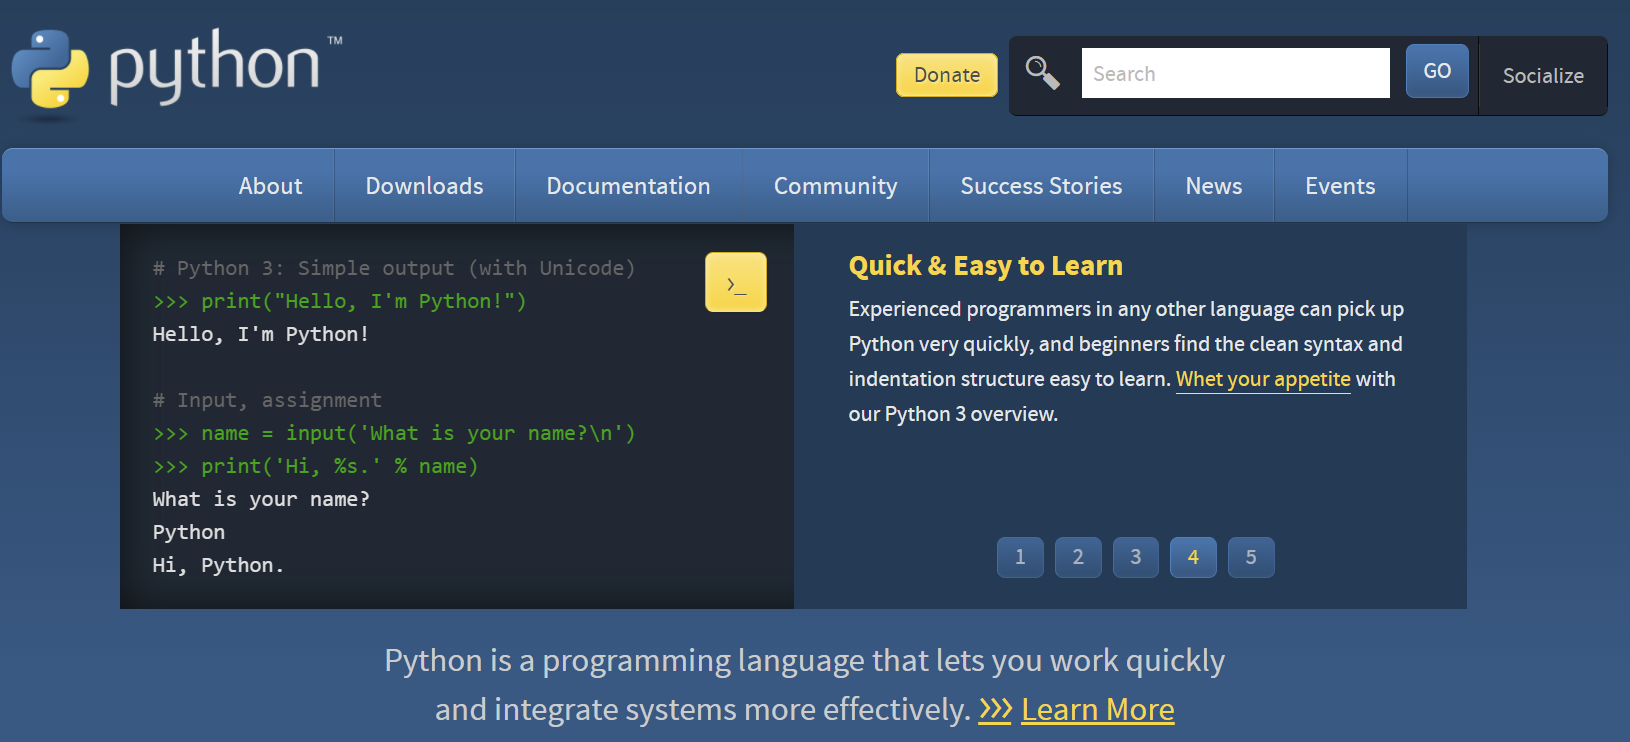 python™
Donate
Search
GO
Socialize
About
Downloads
Documentation
Community
Success Stories
News
Events
# Python 3: Simple output (with Unicode)
>>> print("Hello, I'm Python!")
Hello, I'm Python!
# Input, assignment
>>> name = input('What is your name?\n')
>>> print('Hi, %s.' % name)
What is your name?
Python
Hi, Python.
>_
Quick & Easy to Learn
Experienced programmers in any other language can pick up
Python very quickly, and beginners find the clean syntax and
indentation structure easy to learn. Whet your appetite with
our Python 3 overview.
1 2 3 4 5
Python is a programming language that lets you work quickly
and integrate systems more effectively. >>> Learn More